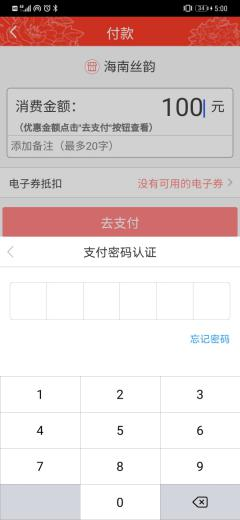 34 5:00
付款
海南丝韵
消费金额： 100 元
（优惠金额点击"去支付"按钮查看）
添加备注（最多20字）
电子券抵扣 没有可用的电子券
去支付
支付密码认证
忘记密码
1 2 3
4 5 6
7 8 9
0